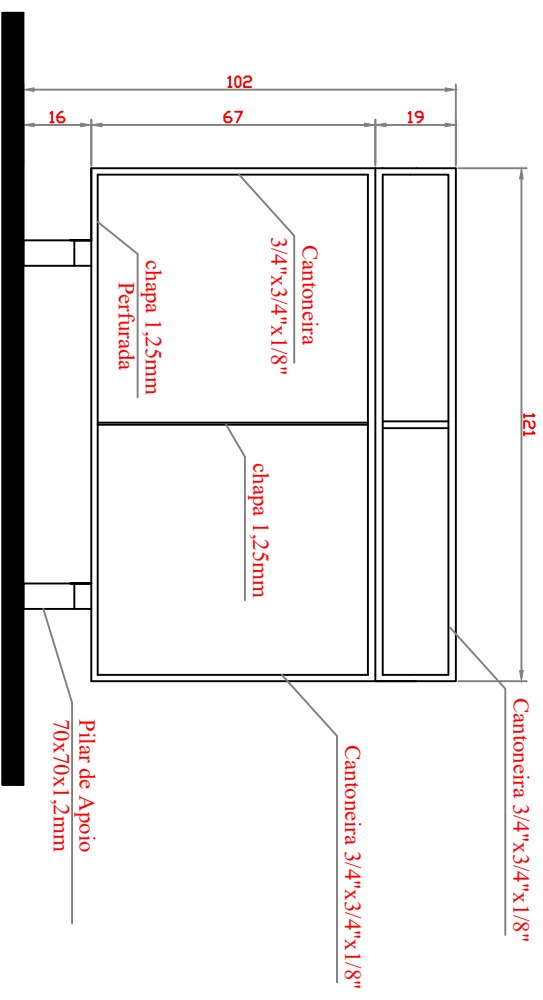 102
16
67
19
121
Cantoneira
3/4"x3/4"x1/8"
chapa 1,25mm
Perfurada
chapa 1,25mm
Cantoneira 3/4"x3/4"x1/8"
Cantoneira 3/4"x3/4"x1/8"
Pilar de Apoio
70x70x1,2mm